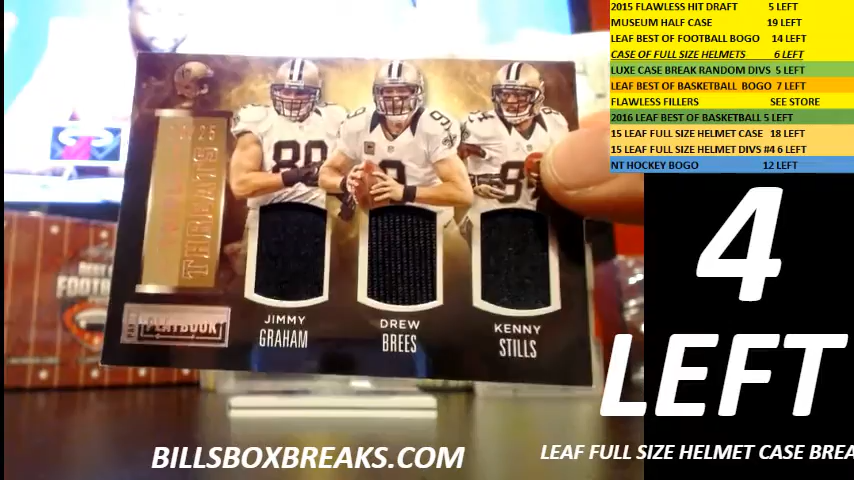 2015 FLAWLESS HIT DRAFT 5 LEFT
MUSEUM HALF CASE 19 LEFT
LEAF BEST OF FOOTBALL BOGO 14 LEFT
CASE OF FULL SIZE HELMETS 6 LEFT
LUXE CASE BREAK RANDOM DIVS 5 LEFT
LEAF BEST OF BASKETBALL BOGO 7 LEFT
FLAWLESS FILLERS SEE STORE
2016 LEAF BEST OF BASKETBALL 5 LEFT
15 LEAF FULL SIZE HELMET CASE 18 LEFT
15 LEAF FULL SIZE HELMET DIVS #4 6 LEFT
NT HOCKEY BOGO 12 LEFT
THREATS
PLAYBOOK
JIMMY
GRAHAM
DREW
BREES
KENNY
STILLS
4
LEFT
BILLSBOXBREAKS.COM
LEAF FULL SIZE HELMET CASE BREA